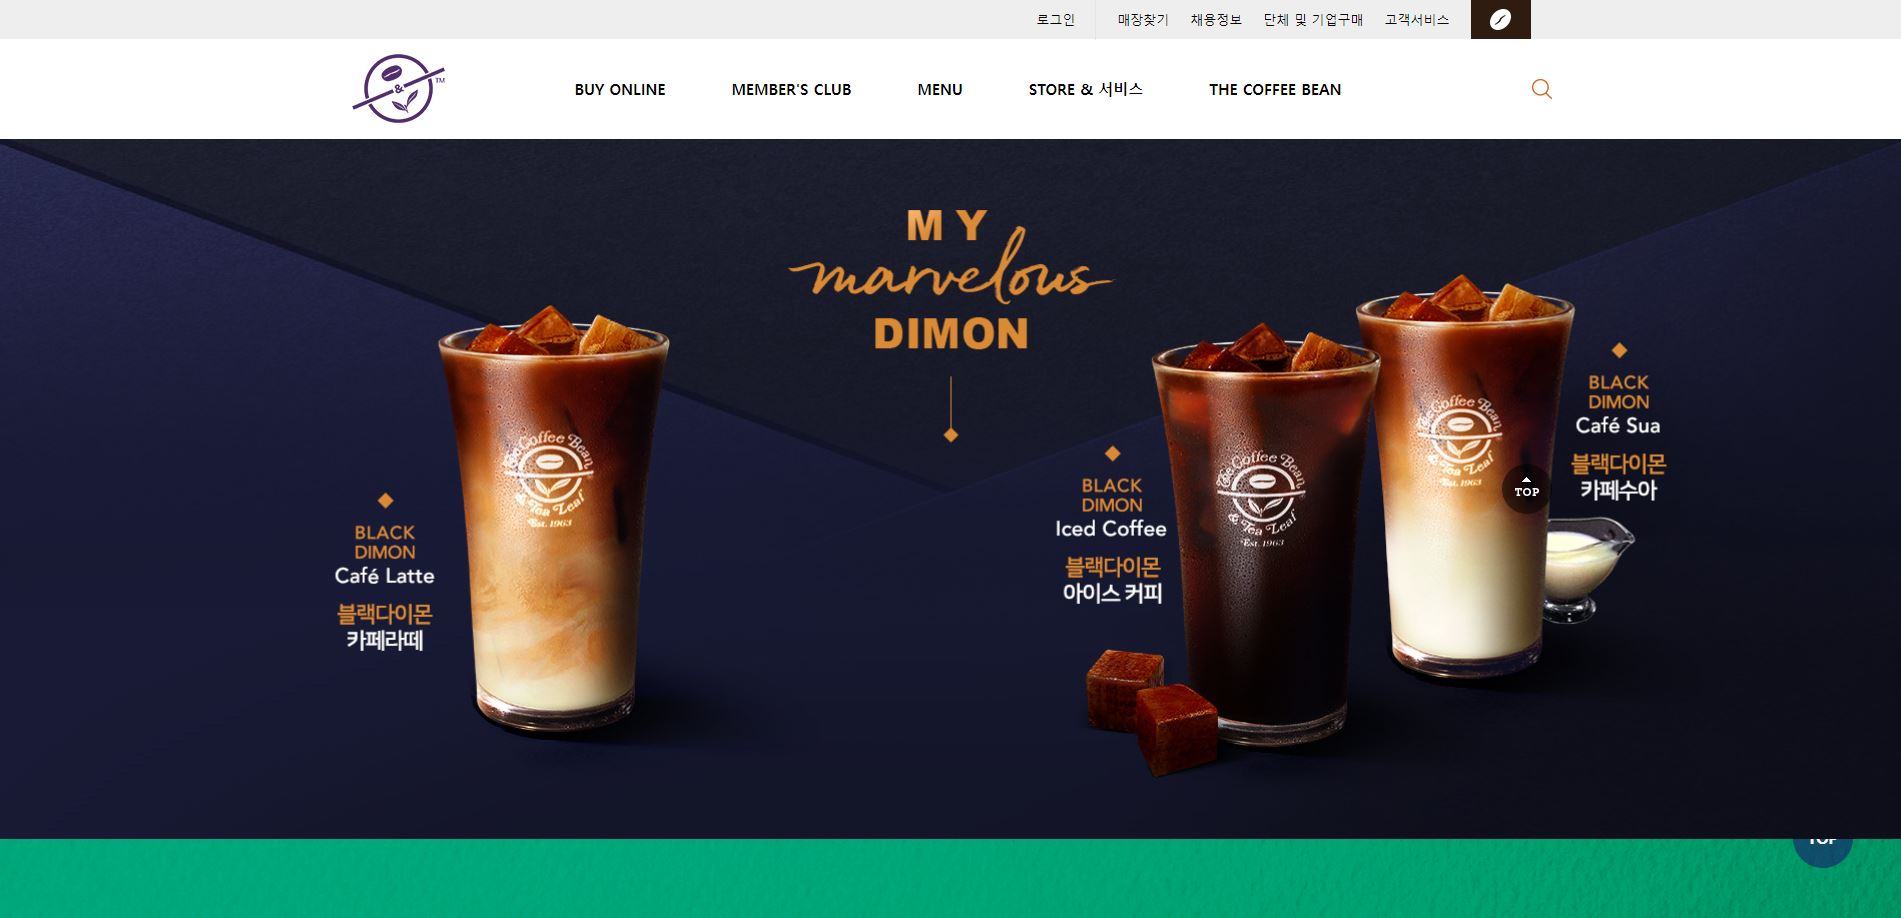 로그인
매장찾기
채용정보
단체 및 기업구매
고객서비스
&
TM
BUY ONLINE
MEMBER'S CLUB
MENU
STORE & 서비스
THE COFFEE BEAN
MY
marvelous
DIMON
BLACK
DIMON
Café Latte
블랙다이몬
카페라떼
The Coffee Bean
& Tea Leaf
Est. 1963
BLACK
DIMON
Iced Coffee
블랙다이몬
아이스 커피
The Coffee Bean
& Tea Leaf
Est. 1963
The Coffee Bean
& Tea Leaf
Est. 1963
BLACK
DIMON
Café Sua
블랙다이몬
카페수아
TOP
TOP